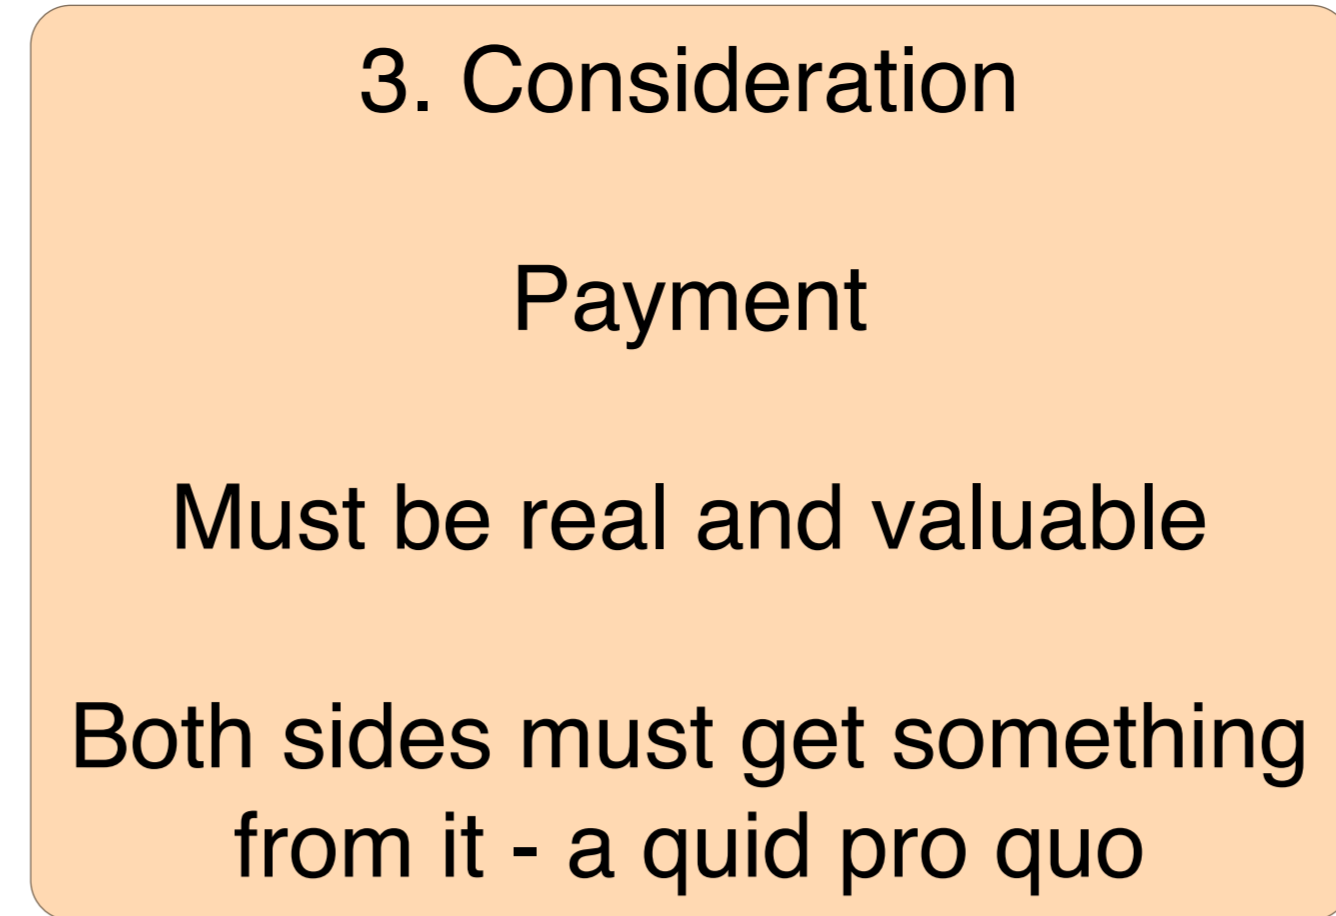 3. Consideration
Payment
Must be real and valuable
Both sides must get something
from it - a quid pro quo